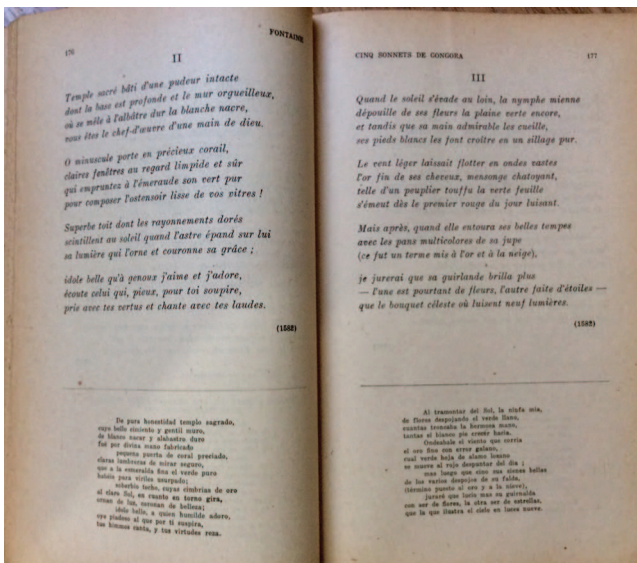 176
FONTAINE
II
Temple sacré bâti d'une pudeur intacte
dont la base est profonde et le mur orgueilleux,
où se mêle à l'albâtre dur la blanche nacre,
vous êtes le chef-d'œuvre d'une main de dieu.
O minuscule porte en précieux corail,
claires fenêtres au regard limpide et sûr
qui empruntez à l'émeraude son vert pur
pour composer l'ostensoir lisse de vos vitres !
Superbe toit dont les rayonnements dorés
scintillent au soleil quand l'astre épand sur lui
sa lumière qui l'orne et couronne sa grâce ;
idole belle qu'à genoux j'aime et j'adore,
écoute celui qui, pieux, pour toi soupire,
prie avec tes vertus et chante avec tes laudes.
(1582)
De pura honestidad templo sagrado,
cuyo bello cimiento y gentil muro,
de blanco nacar y alabastro duro
fué por divina mano fabricado
pequeña puerta de coral preciado,
claras lumbreras de mirar seguro,
que a la esmeralda fina el verde puro
habéis para viriles usurpado;
soberbio techo, cuyas cimbrias de oro
al claro Sol, en cuanto en torno gira,
ornan de luz, coronan de belleza;
ídolo bello, a quien humilde adoro,
oye piadoso al que por ti suspira,
tus himnos canta, y tus virtudes reza.
CINQ SONNETS DE GONGORA
177
III
Quand le soleil s'évade au loin, la nymphe mienne
dépouille de ses fleurs la plaine verte encore,
et tandis que sa main admirable les cueille,
ses pieds blancs les font croître en un sillage pur.
Le vent léger laissait flotter en ondes vastes
l'or fin de ses cheveux, mensonge chatoyant,
telle d'un peuplier touffu la verte feuille
s'émeut dès le premier rouge du jour luisant.
Mais après, quand elle entoura ses belles tempes
avec les pans multicolores de sa jupe
(ce fut un terme mis à l'or et à la neige),
je jurerai que sa guirlande brilla plus
— l'une est pourtant de fleurs, l'autre faite d'étoiles —
que le bouquet céleste où luisent neuf lumières.
(1582)
Al tramontar del Sol, la ninfa mía,
de flores despojando el verde llano,
cuantas troncaba la hermosa mano,
tantas el blanco pie crecer hacía.
Ondeábale el viento que corría
el oro fino con error galano,
cual verde hoja de alamo lozano
se mueve al rojo despuntar del día ;
mas luego que ciñó sus sienes bellas
de los varios despojos de su falda,
(término puesto al oro y a la nieve),
juraré que lució mas su guirnalda
con ser de flores, la otra ser de estrellas,
que la que ilustra el cielo en luces nueve.